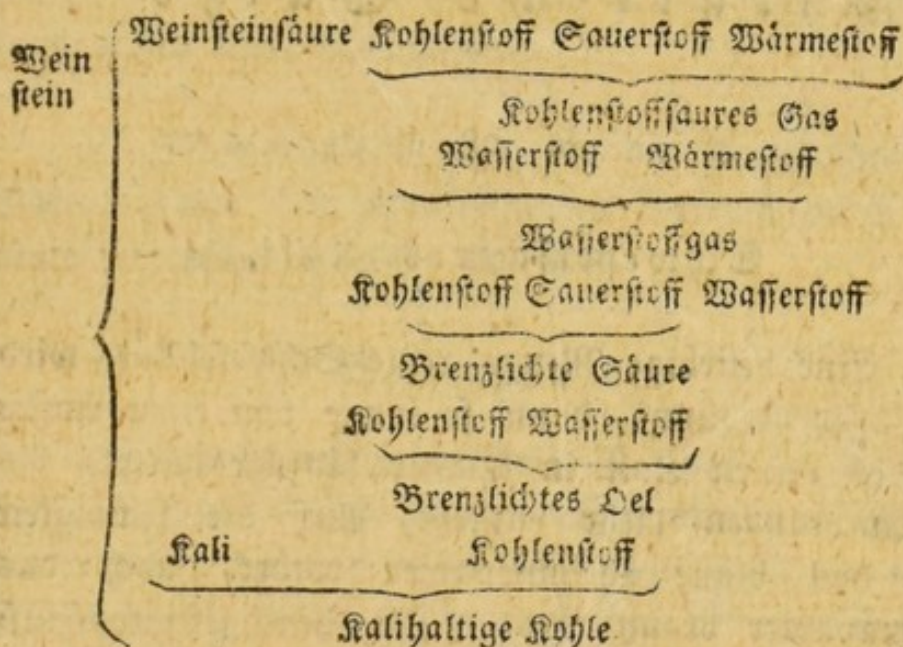 Weinsteinsäure Kohlenstoff Sauerstoff Wärmestoff
Wein
stein
Kohlenstoffsaures Gas
Wasserstoff Wärmestoff
Wasserstoffgas
Kohlenstoff Sauerstoff Wasserstoff
Brenzlichte Säure
Kohlenstoff Wasserstoff
Brenzlichtes Oel
Kali Kohlenstoff
Kalihaltige Kohle